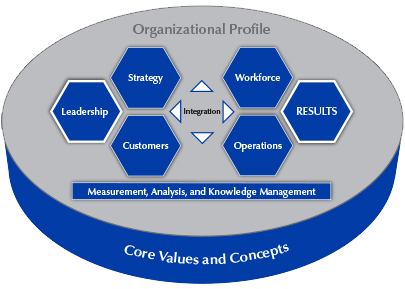 Organizational Profile
Strategy
Workforce
Leadership
Integration
RESULTS
Customers
Operations
Measurement, Analysis, and Knowledge Management
Core Values and Concepts